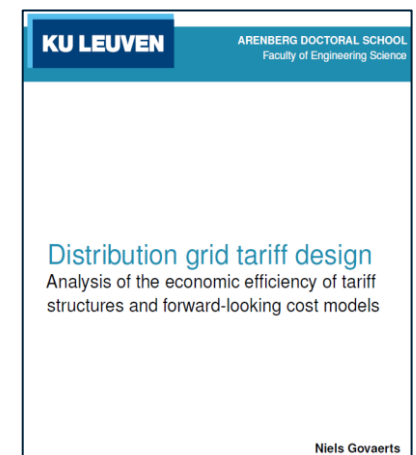 KU LEUVEN
ARENBERG DOCTORAL SCHOOL
Faculty of Engineering Science
Distribution grid tariff design
Analysis of the economic efficiency of tariff
structures and forward-looking cost models
Niels Govaerts